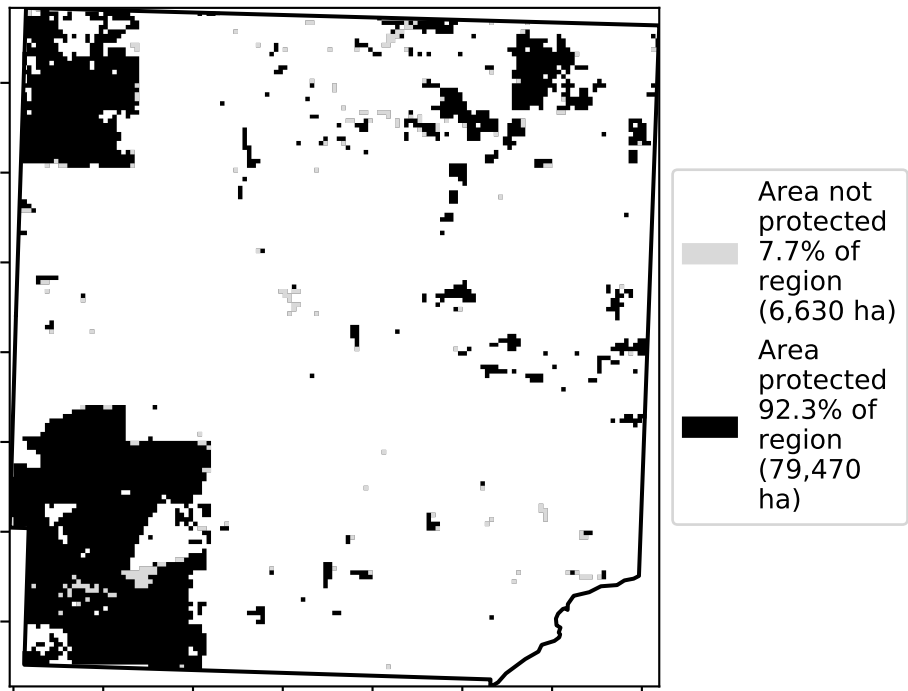 Area not
protected
7.7% of
region
(6,630 ha)
Area
protected
92.3% of
region
(79,470
ha)